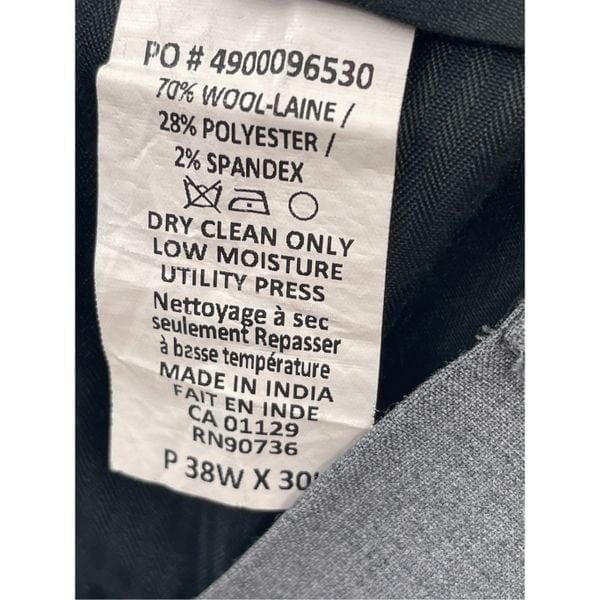 PO # 4900096530
70% WOOL-LAINE /
28% POLYESTER /
2% SPANDEX
DRY CLEAN ONLY
LOW MOISTURE
UTILITY PRESS
Nettoyage à sec
seulement Repasser
à basse température
MADE IN INDIA
FAIT EN INDE
CA 01129
RN90736
P 38W X 30"